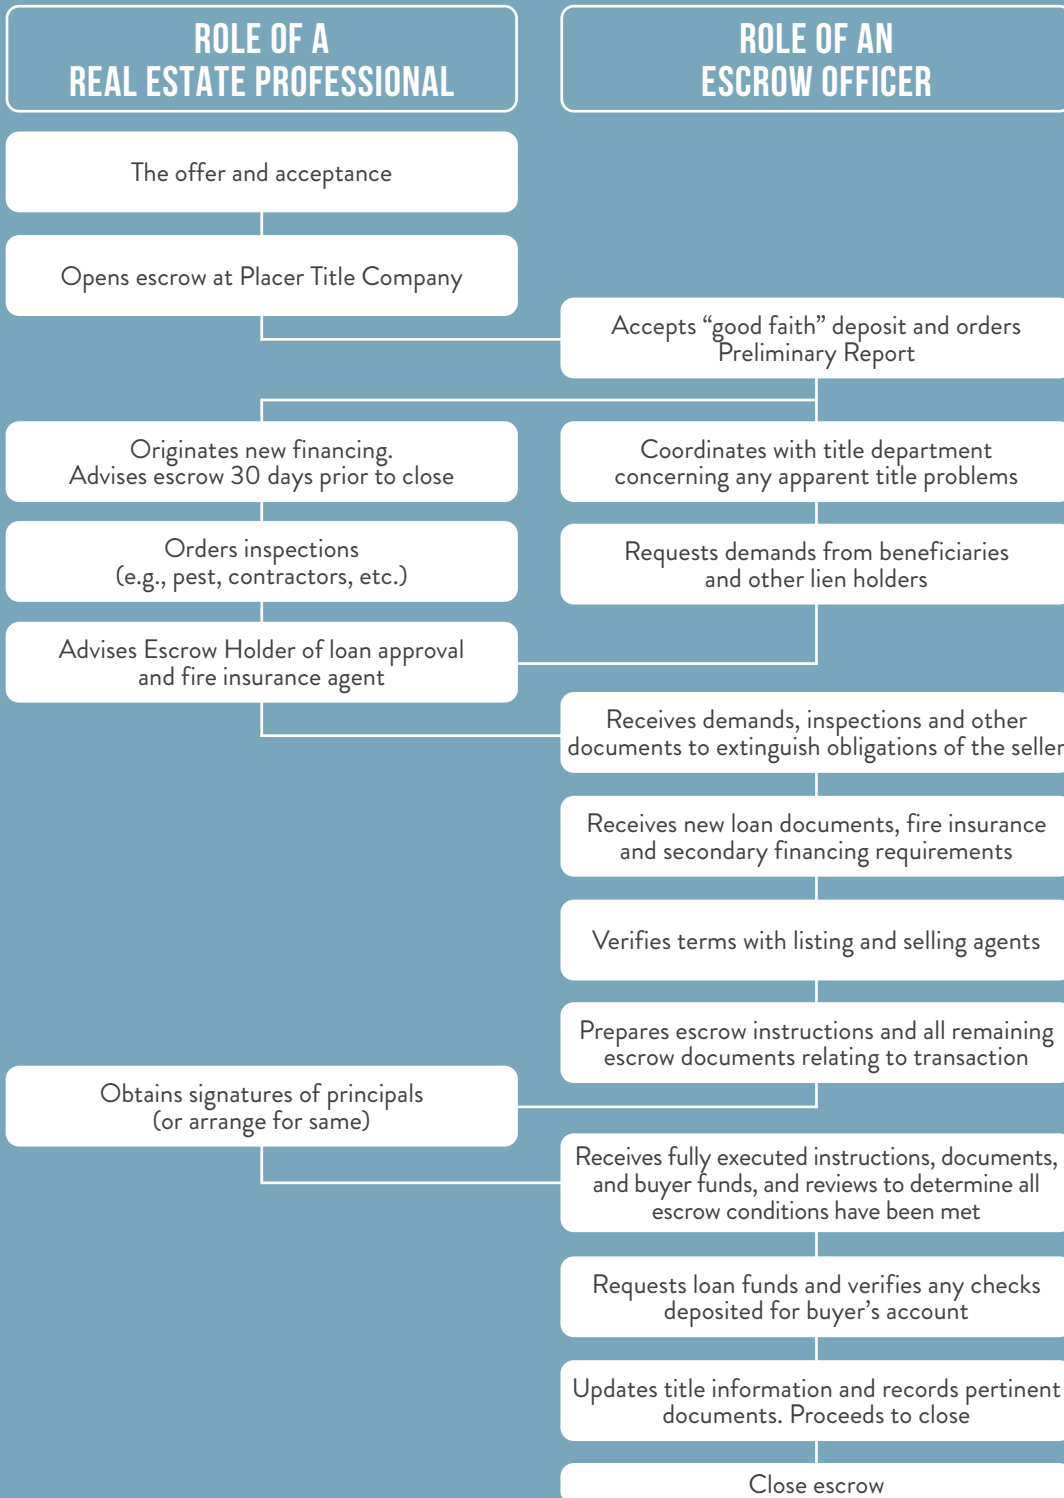 ROLE OF A
REAL ESTATE PROFESSIONAL
ROLE OF AN
ESCROW OFFICER
The offer and acceptance
Opens escrow at Placer Title Company
Accepts “good faith” deposit and orders
Preliminary Report
Originates new financing.
Advises escrow 30 days prior to close
Coordinates with title department
concerning any apparent title problems
Orders inspections
(e.g., pest, contractors, etc.)
Requests demands from beneficiaries
and other lien holders
Advises Escrow Holder of loan approval
and fire insurance agent
Receives demands, inspections and other
documents to extinguish obligations of the seller
Receives new loan documents, fire insurance
and secondary financing requirements
Verifies terms with listing and selling agents
Prepares escrow instructions and all remaining
escrow documents relating to transaction
Obtains signatures of principals
(or arrange for same)
Receives fully executed instructions, documents,
and buyer funds, and reviews to determine all
escrow conditions have been met
Requests loan funds and verifies any checks
deposited for buyer’s account
Updates title information and records pertinent
documents. Proceeds to close
Close escrow